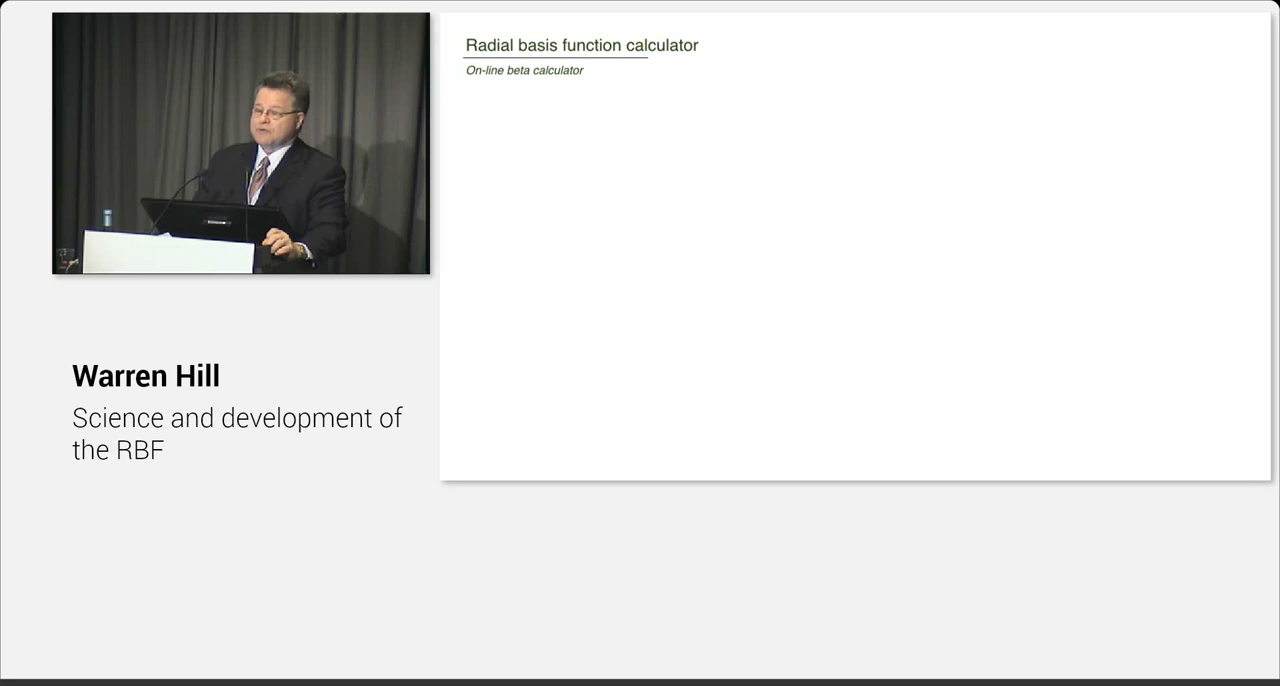 Radial basis function calculator
On-line beta calculator
Warren Hill
Science and development of
the RBF